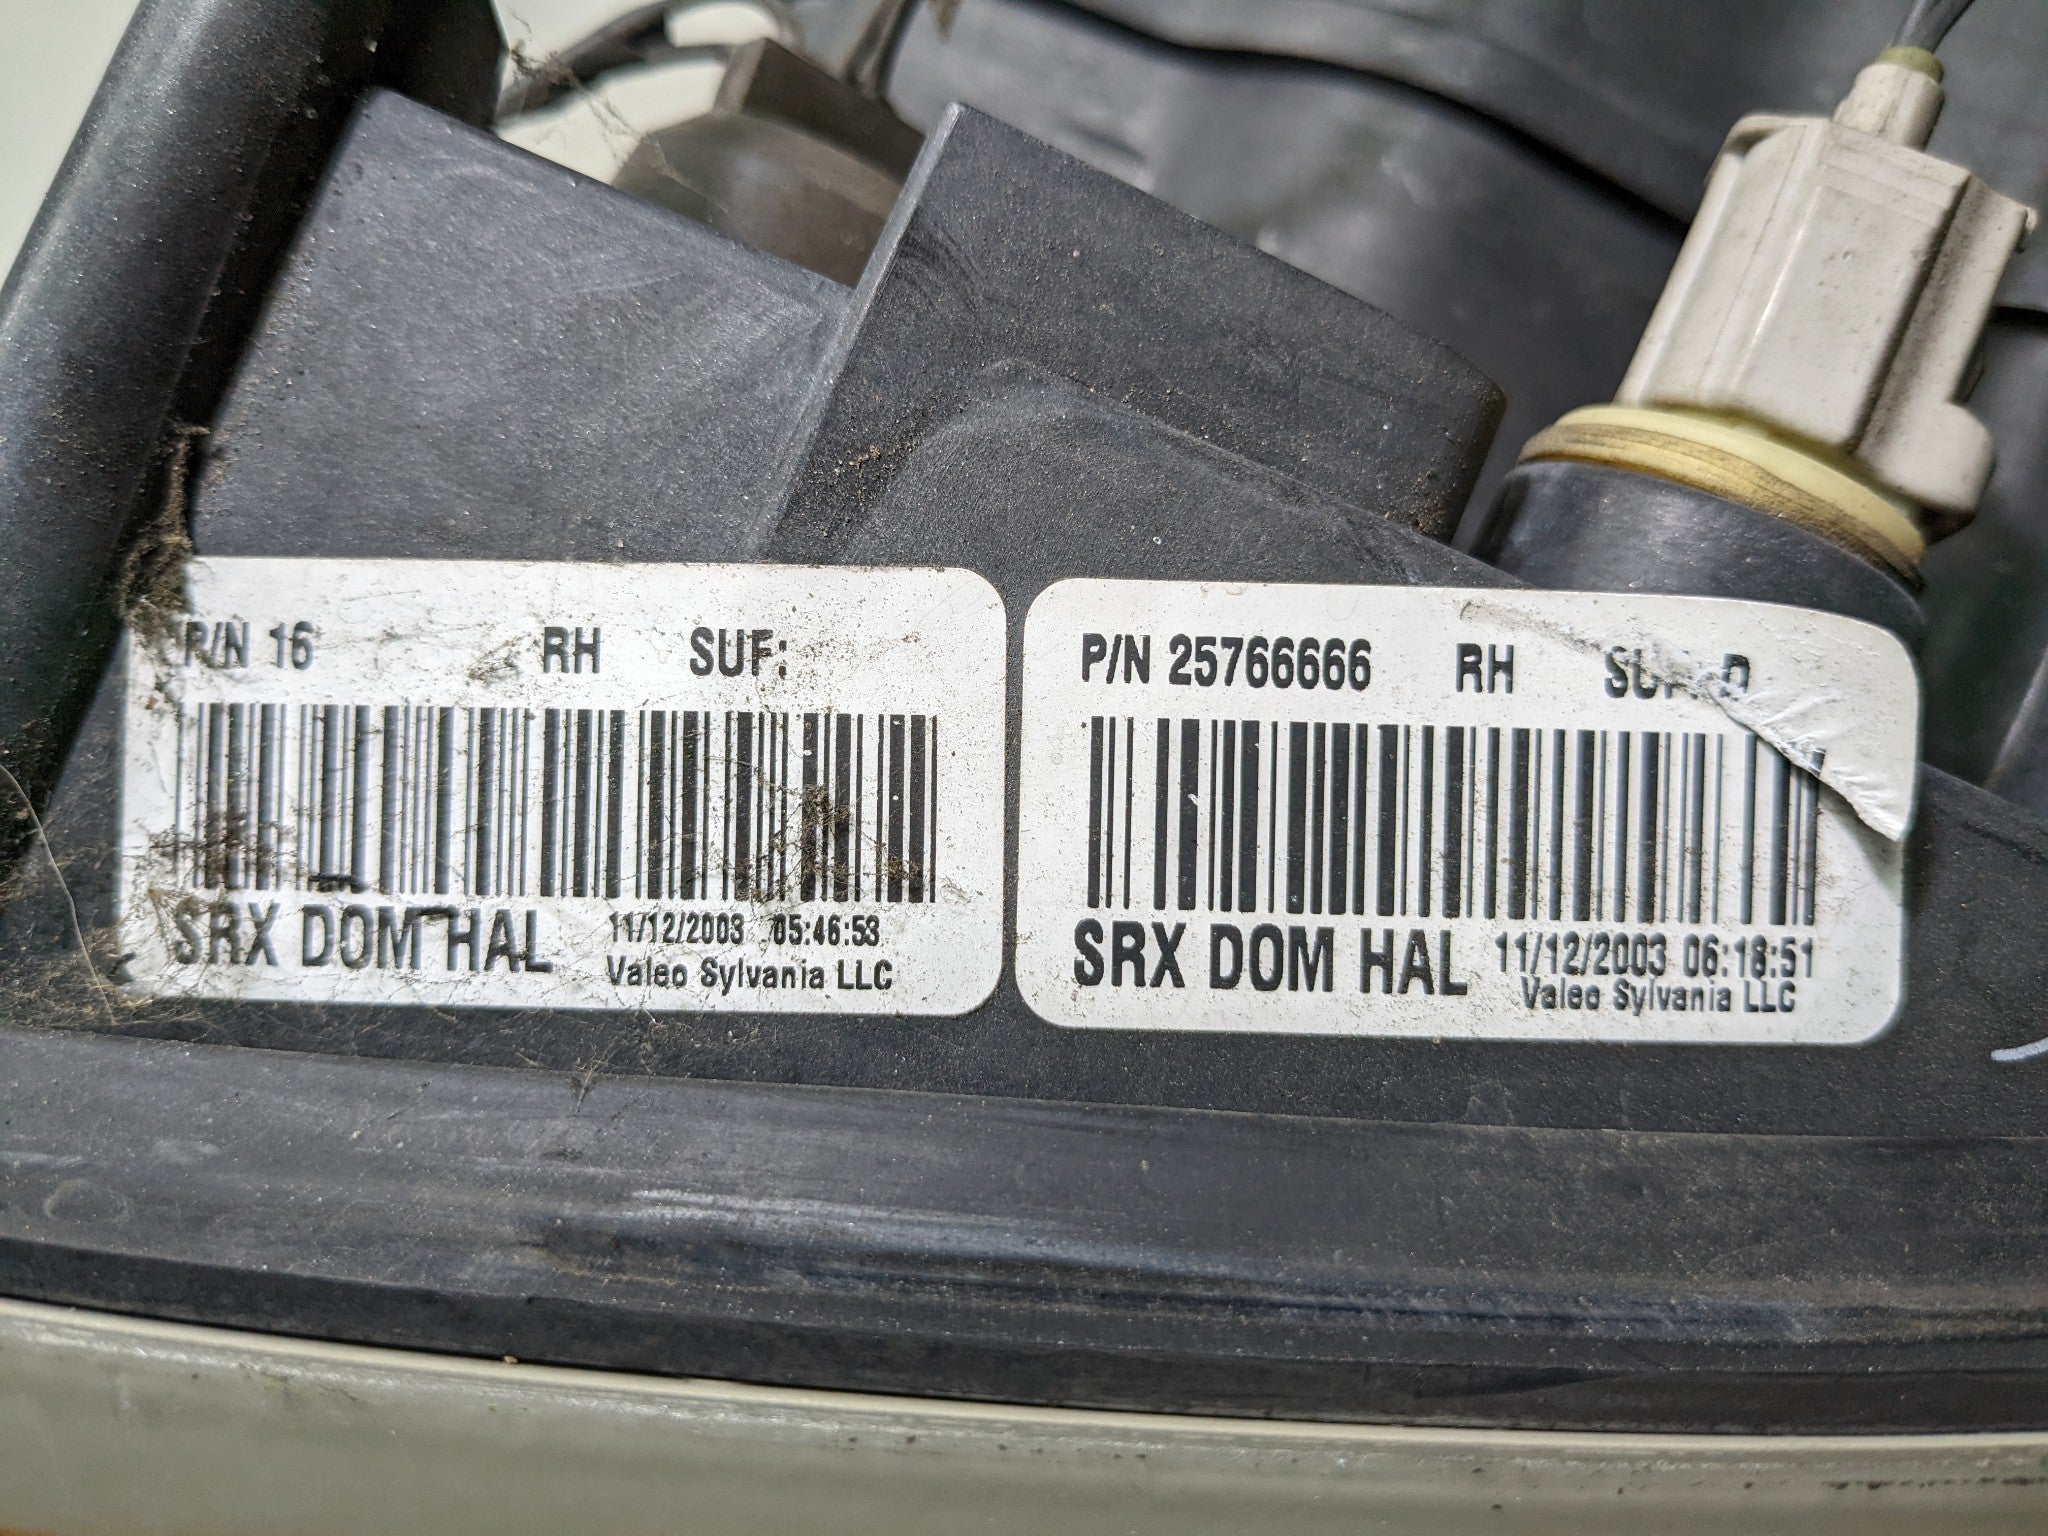 P/N 16 RH SUF:
SRX DOM HAL 11/12/2003 05:46:53
Valeo Sylvania LLC
P/N 25766666 RH SUF: D
SRX DOM HAL 11/12/2003 06:18:51
Valeo Sylvania LLC